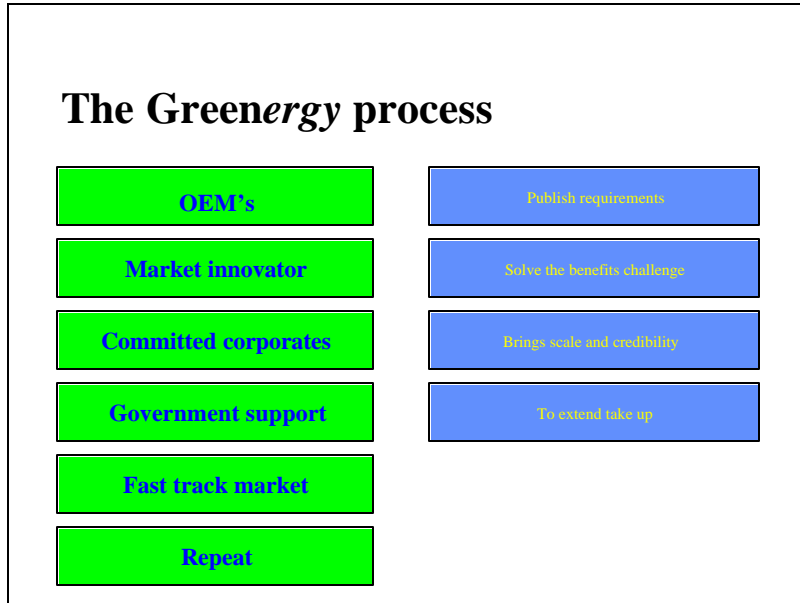 The Greenergy process
OEM's
Publish requirements
Market innovator
Solve the benefits challenge
Committed corporates
Brings scale and credibility
Government support
To extend take up
Fast track market
Repeat